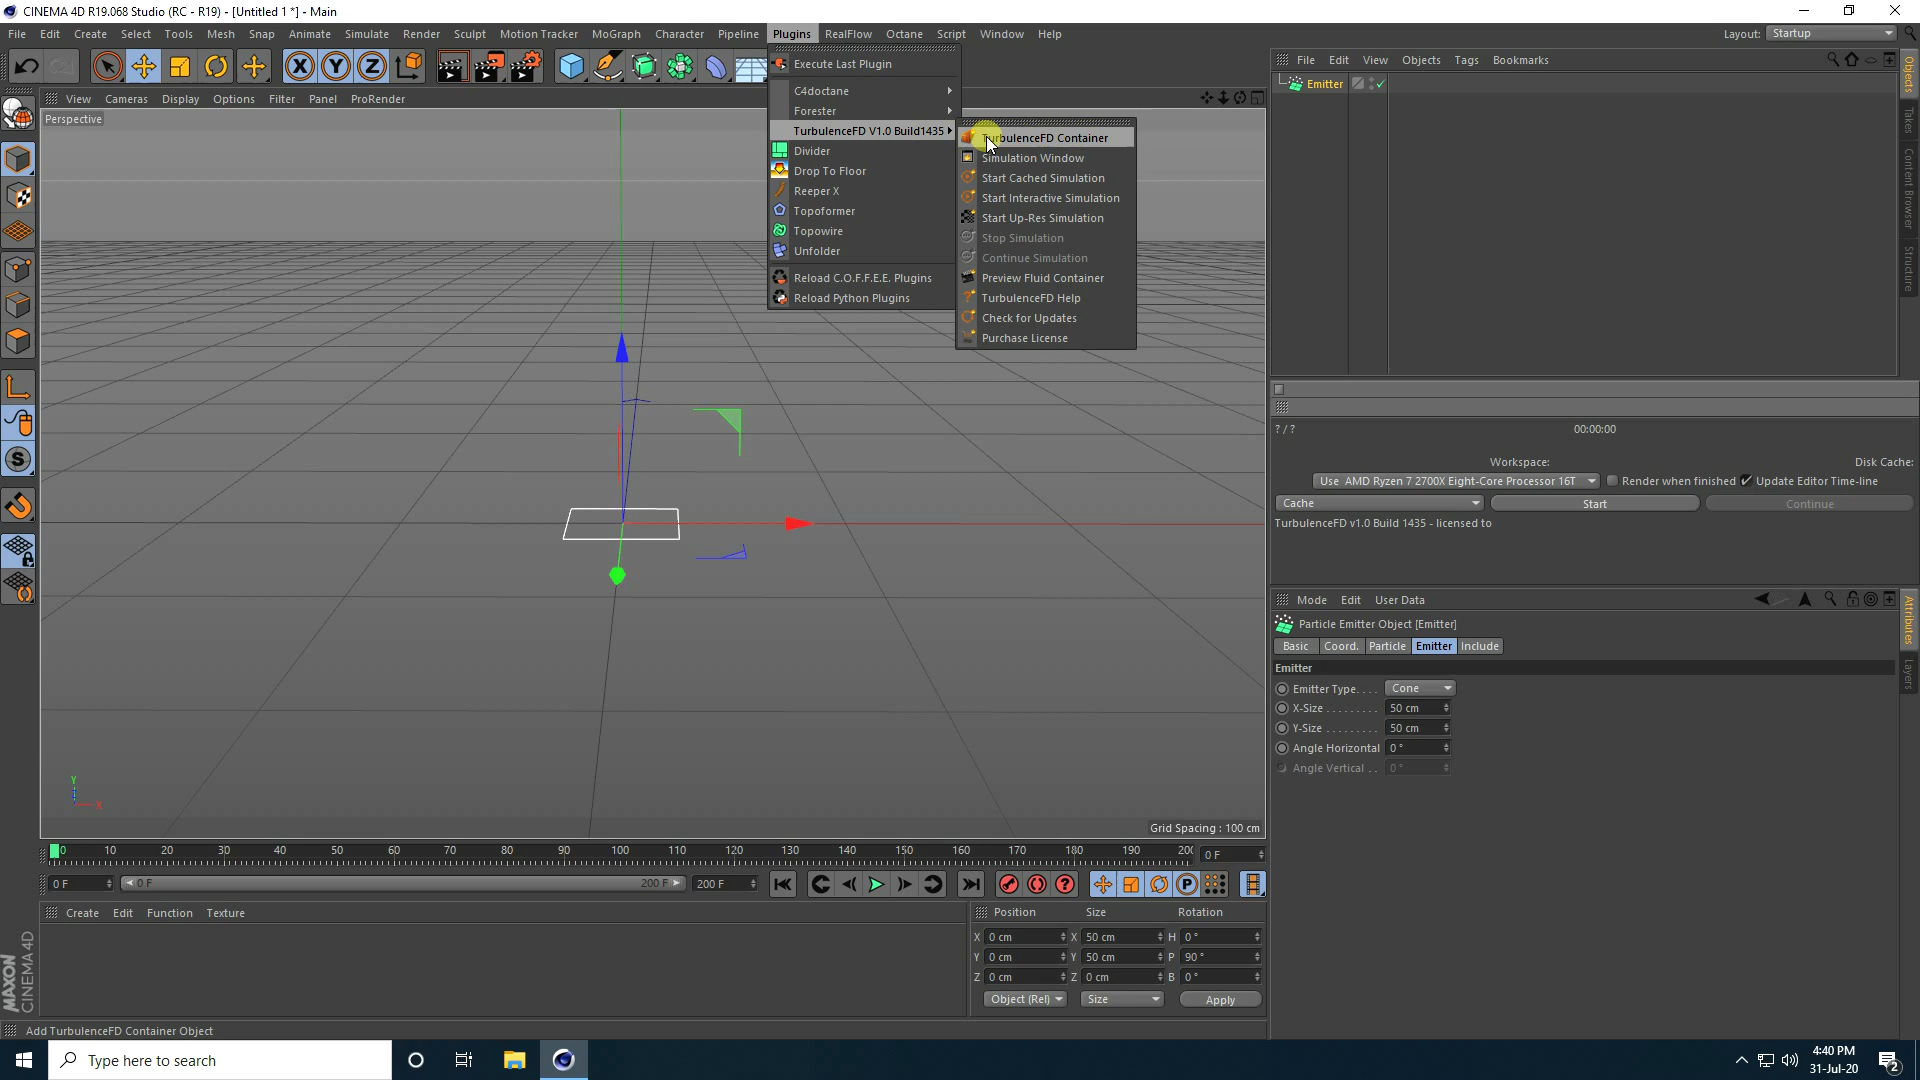 CINEMA 4D R19.068 Studio (RC - R19) - [Untitled 1 *] - Main
File Edit Create Select Tools Mesh Snap Animate Simulate Render Sculpt Motion Tracker MoGraph Character Pipeline Plugins RealFlow Octane Script Window Help
Layout: Startup
View Cameras Display Options Filter Panel ProRender
Perspective
Execute Last Plugin
C4doctane
Forester
TurbulenceFD V1.0 Build1435
Divider
Drop To Floor
Reeper X
Topoformer
Topowire
Unfolder
Reload C.O.F.F.E.E. Plugins
Reload Python Plugins
TurbulenceFD Container
Simulation Window
Start Cached Simulation
Start Interactive Simulation
Start Up-Res Simulation
Stop Simulation
Continue Simulation
Preview Fluid Container
TurbulenceFD Help
Check for Updates
Purchase License
File Edit View Objects Tags Bookmarks
Emitter
Objects
Takes
Content Browser
Structure
? / ? 00:00:00
Workspace: Disk Cache:
Use AMD Ryzen 7 2700X Eight-Core Processor 16T Render when finished Update Editor Time-line
Cache Start Continue
TurbulenceFD v1.0 Build 1435 - licensed to
Mode Edit User Data
Particle Emitter Object [Emitter]
Basic Coord. Particle Emitter Include
Emitter
Emitter Type. . . . Cone
X-Size . . . . . . . . . 50 cm
Y-Size . . . . . . . . . 50 cm
Angle Horizontal 0 °
Angle Vertical . . 0 °
Attributes
Layers
Y
X
Grid Spacing : 100 cm
0 10 20 30 40 50 60 70 80 90 100 110 120 130 140 150 160 170 180 190 200 0 F
0 F 0 F 200 F 200 F
Create Edit Function Texture
Position Size Rotation
X 0 cm X 50 cm H 0 °
Y 0 cm Y 50 cm P 90 °
Z 0 cm Z 0 cm B 0 °
Object (Rel) Size Apply
MAXON
CINEMA 4D
Add TurbulenceFD Container Object
Type here to search
4:40 PM
31-Jul-20
2